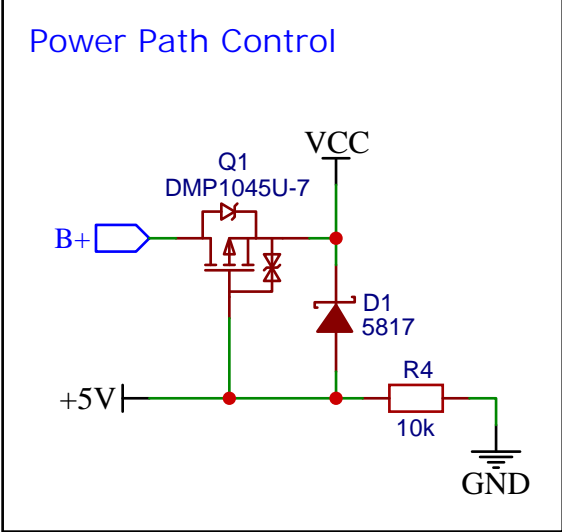 Power Path Control
VCC
Q1
DMP1045U-7
B+
D1
5817
+5V
R4
10k
GND